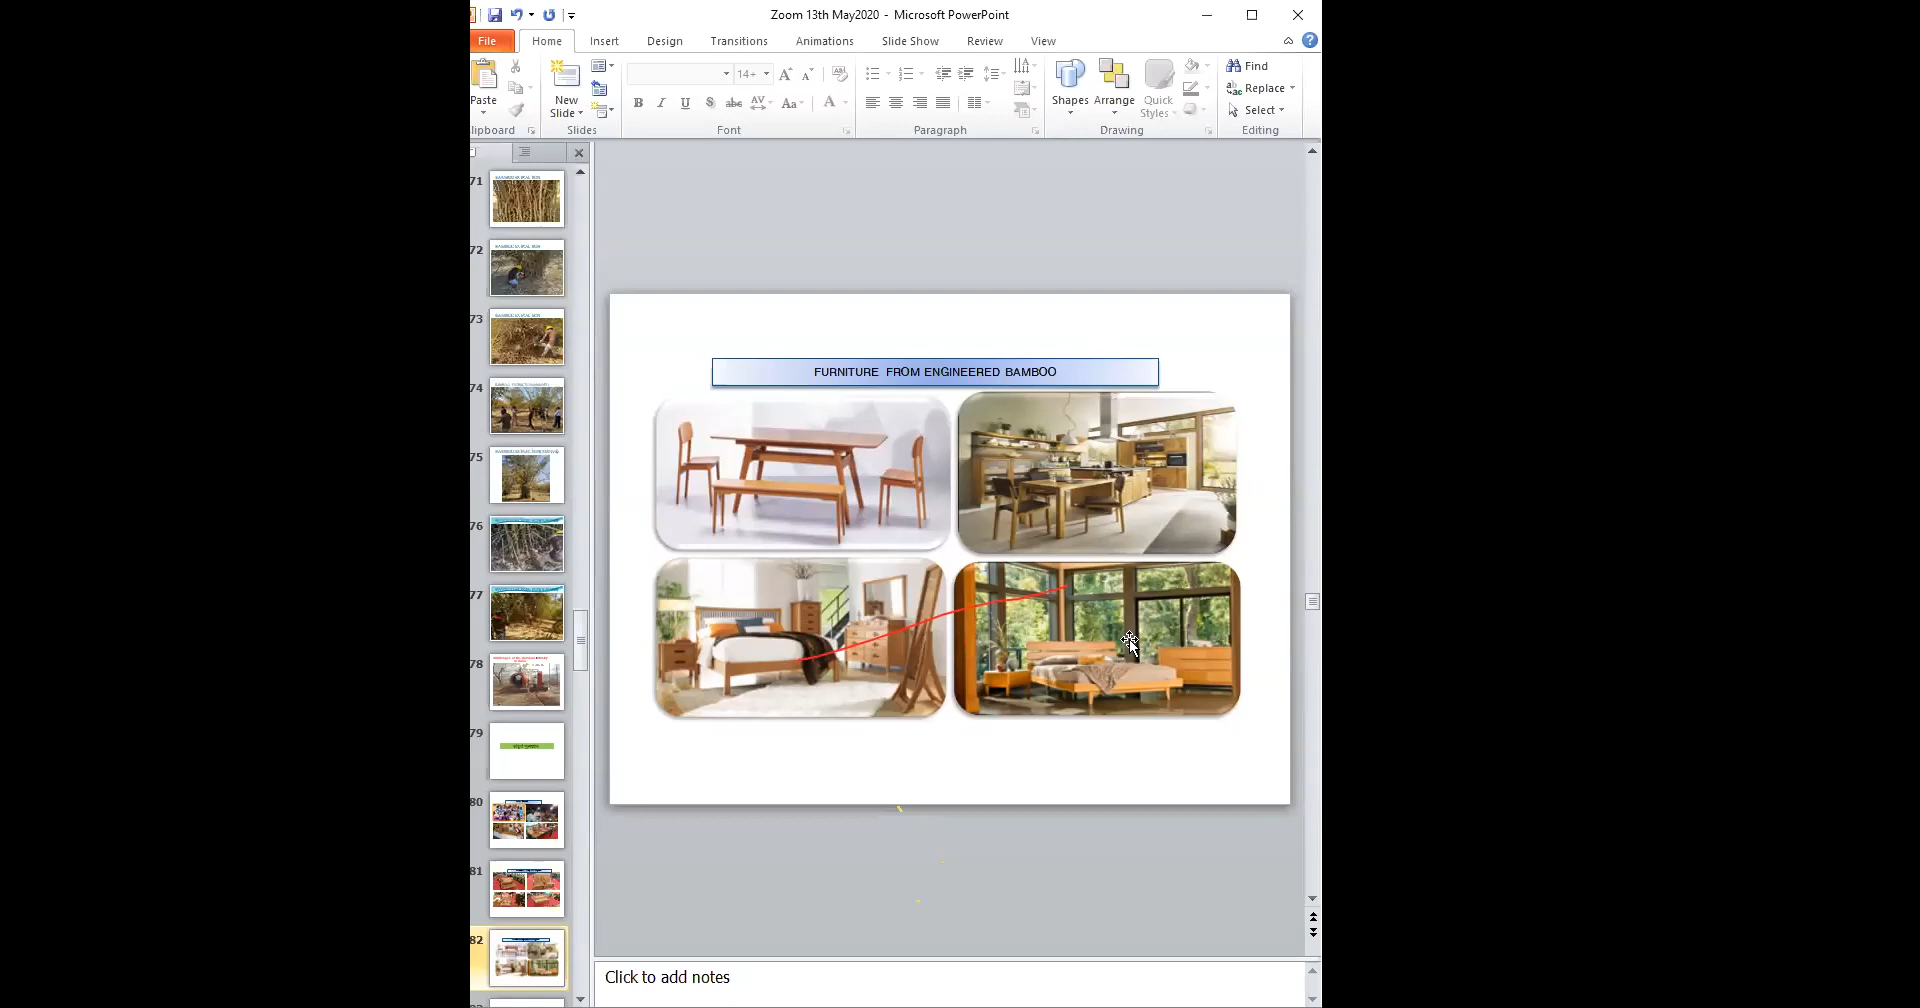 Zoom 13th May2020 - Microsoft PowerPoint
File Home Insert Design Transitions Animations Slide Show Review View
Paste
lipboard
New
Slide
Slides
14+
B I U S abc AV Aa A
Font
Paragraph
Shapes Arrange Quick
Styles
Drawing
Find
Replace
Select
Editing
71
72
73
74
75
76
77
78
79
80
81
82
FURNITURE FROM ENGINEERED BAMBOO
Click to add notes